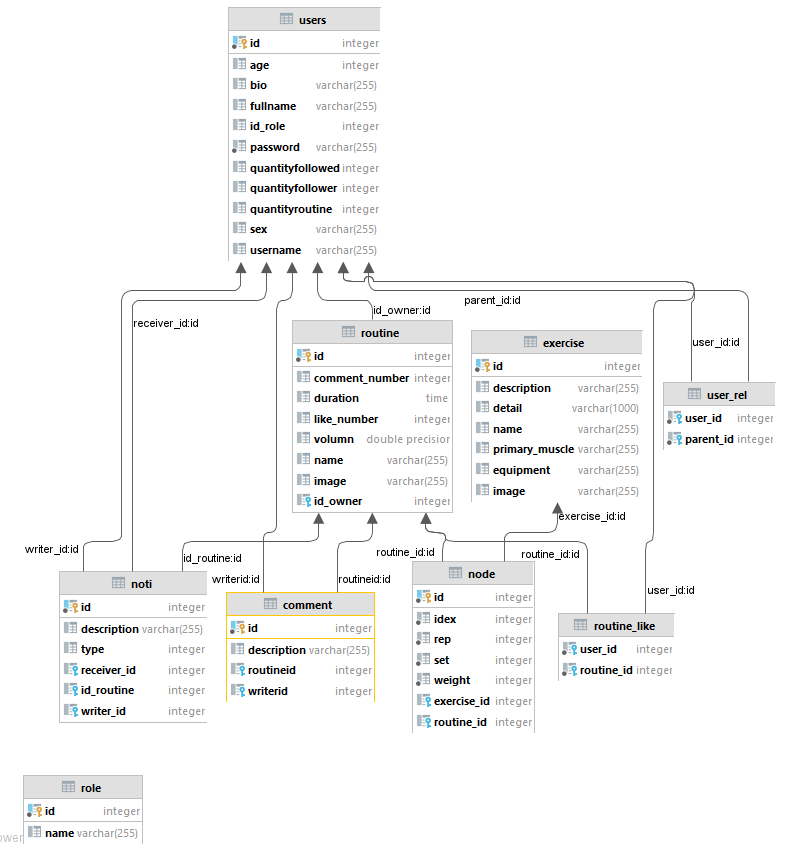 users
id integer
age integer
bio varchar(255)
fullname varchar(255)
id_role integer
password varchar(255)
quantityfollowed integer
quantityfollower integer
quantityroutine integer
sex varchar(255)
username varchar(255)
parent_id:id
id_owner:id
receiver_id:id
user_id:id
routine
id integer
comment_number integer
duration time
like_number integer
volumn double precision
name varchar(255)
image varchar(255)
id_owner integer
exercise
id integer
description varchar(255)
detail varchar(1000)
name varchar(255)
primary_muscle varchar(255)
equipment varchar(255)
image varchar(255)
user_rel
user_id integer
parent_id integer
exercise_id:id
writer_id:id
id_routine:id
routine_id:id
routine_id:id
writerid:id
routineid:id
user_id:id
noti
id integer
description varchar(255)
type integer
receiver_id integer
id_routine integer
writer_id integer
comment
id integer
description varchar(255)
routineid integer
writerid integer
node
id integer
idex integer
rep integer
set integer
weight integer
exercise_id integer
routine_id integer
routine_like
user_id integer
routine_id integer
role
id integer
name varchar(255)
ower